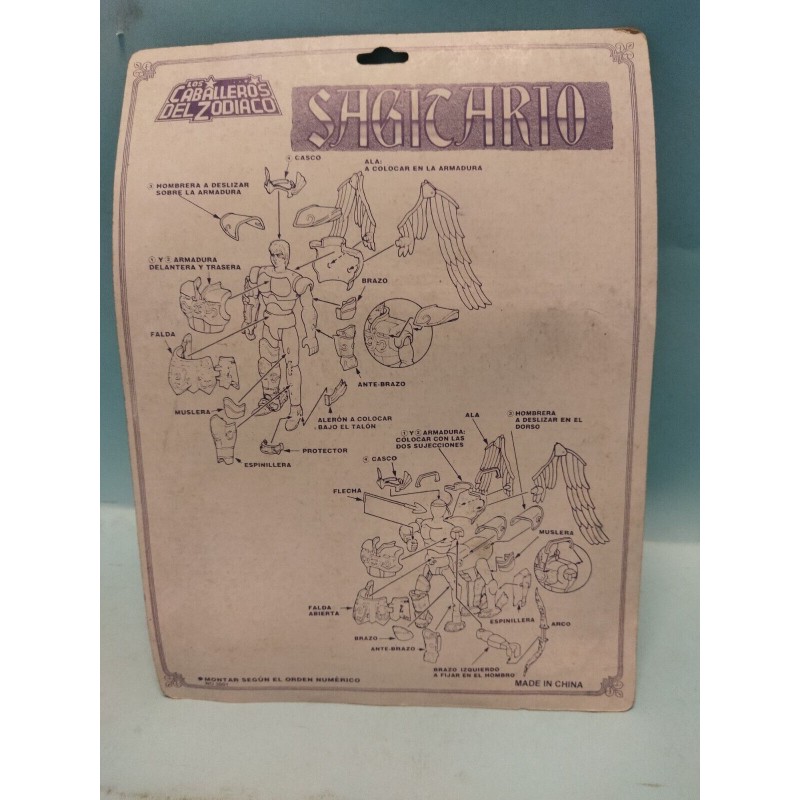 LOS
CABALLEROS
DEL ZODIACO
SAGITARIO
④ CASCO
ALA:
A COLOCAR EN LA ARMADURA
③ HOMBRERA A DESLIZAR
SOBRE LA ARMADURA
① Y ② ARMADURA
DELANTERA Y TRASERA
BRAZO
FALDA
ANTE-BRAZO
MUSLERA
ALERÓN A COLOCAR
BAJO EL TALÓN
PROTECTOR
ESPINILLERA
ALA
③ HOMBRERA
A DESLIZAR EN EL
DORSO
① Y ② ARMADURA:
COLOCAR CON LAS
DOS SUJECCIONES
④ CASCO
FLECHA
MUSLERA
FALDA
ABIERTA
ESPINILLERA
ARCO
BRAZO
ANTE-BRAZO
BRAZO IZQUIERDO
A FIJAR EN EL HOMBRO
MONTAR SEGÚN EL ORDEN NUMÉRICO
MADE IN CHINA